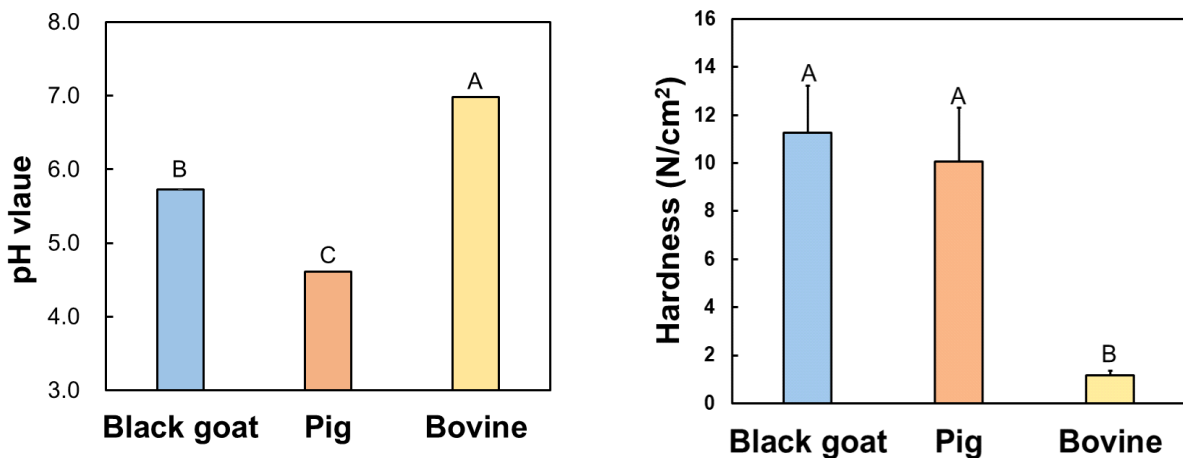 pH vlaue
8.0
7.0
6.0
5.0
4.0
3.0
B
C
A
Black goat Pig Bovine
Hardness (N/cm²)
16
14
12
10
8
6
4
2
0
A
A
B
Black goat Pig Bovine